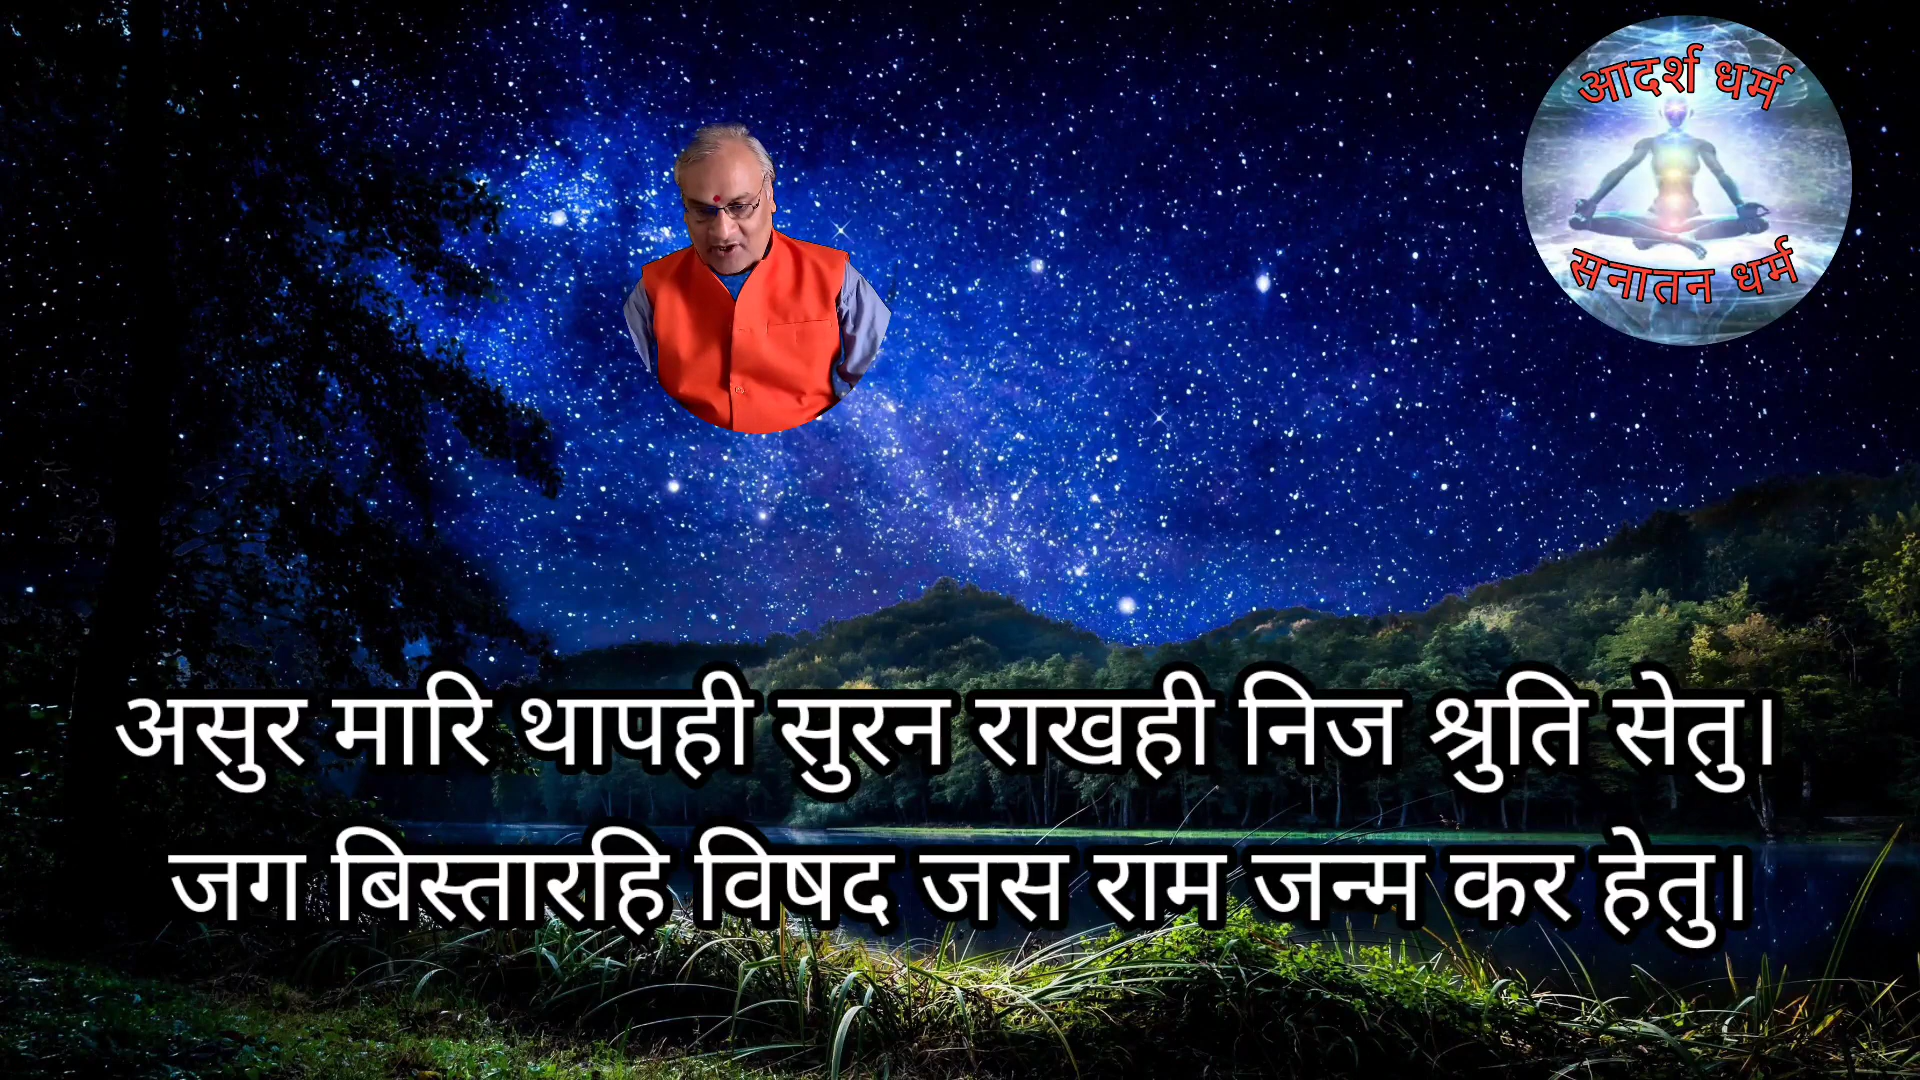 आदर्श धर्म
सनातन धर्म
असुर मारि थापही सुरन राखही निज श्रुति सेतु।
जग बिस्तारहि विषद जस राम जन्म कर हेतु।